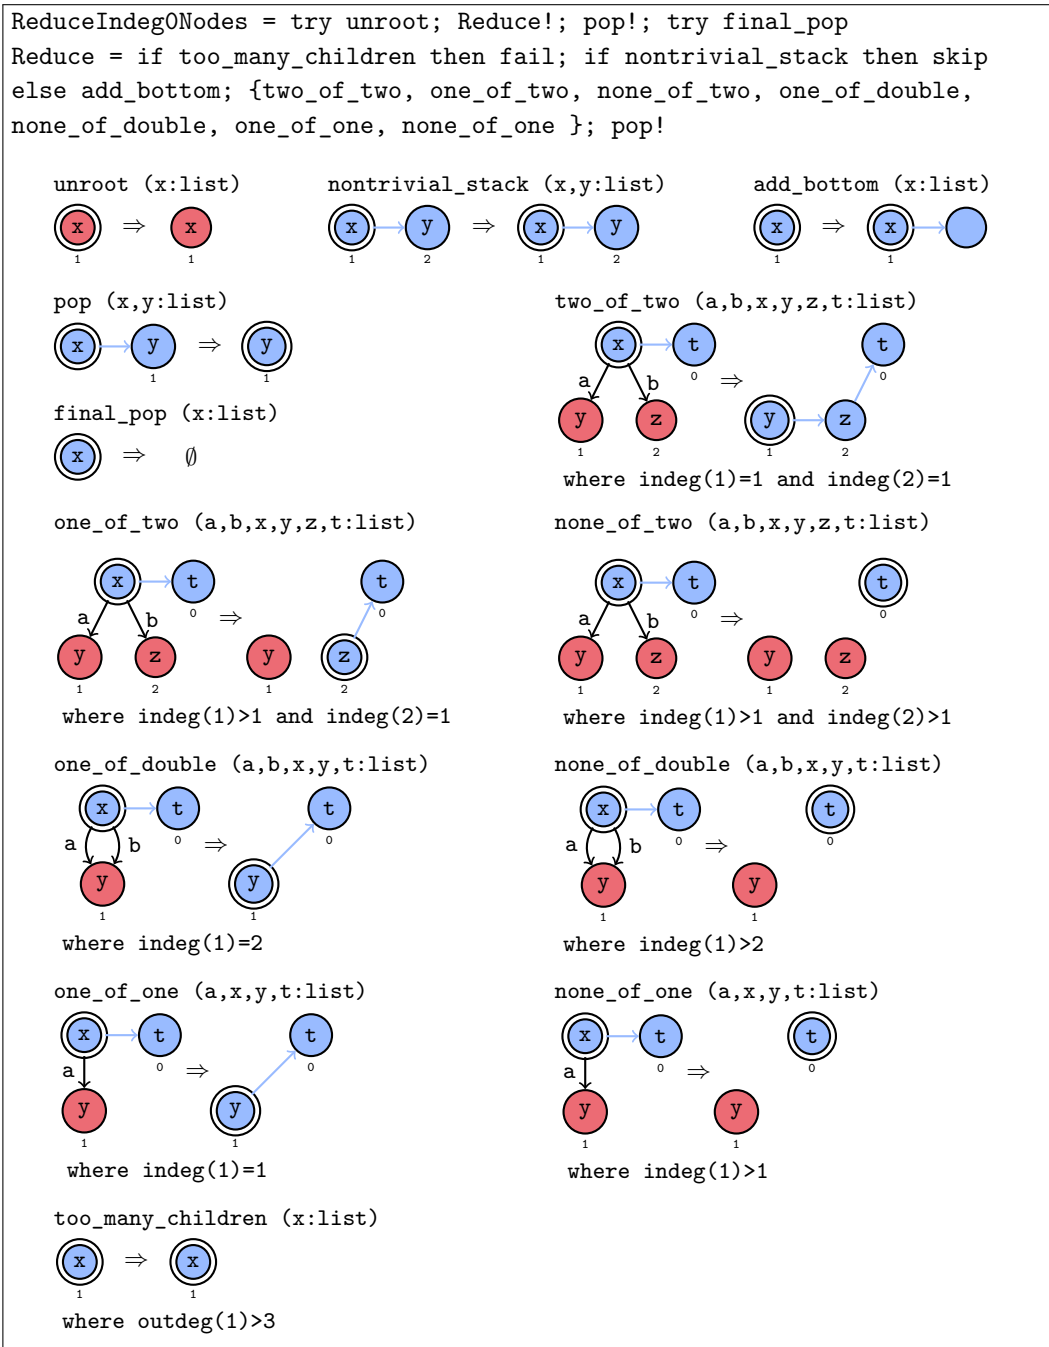 ReduceIndeg0Nodes = try unroot; Reduce!; pop!; try final_pop
Reduce = if too_many_children then fail; if nontrivial_stack then skip
else add_bottom; {two_of_two, one_of_two, none_of_two, one_of_double,
none_of_double, one_of_one, none_of_one }; pop!
unroot (x:list) nontrivial_stack (x,y:list) add_bottom (x:list)
x ⇒ x x y ⇒ x y x ⇒ x
1 1 1 2 1 2 1 1
pop (x,y:list) two_of_two (a,b,x,y,z,t:list)
x y ⇒ y x t t
1 1 0 ⇒ 0
final_pop (x:list) a b
x ⇒ ∅ y z y z
1 2 1 2
where indeg(1)=1 and indeg(2)=1
one_of_two (a,b,x,y,z,t:list) none_of_two (a,b,x,y,z,t:list)
x t t x t t
a b 0 ⇒ 0 a b 0 ⇒ 0
y z y z y z y z
1 2 1 2 1 2 1 2
where indeg(1)>1 and indeg(2)=1 where indeg(1)>1 and indeg(2)>1
one_of_double (a,b,x,y,t:list) none_of_double (a,b,x,y,t:list)
x t t x t t
a b 0 ⇒ 0 a b 0 ⇒ 0
y y y y
1 1 1 1
where indeg(1)=2 where indeg(1)>2
one_of_one (a,x,y,t:list) none_of_one (a,x,y,t:list)
x t t x t t
a 0 ⇒ 0 a 0 ⇒ 0
y y y y
1 1 1 1
where indeg(1)=1 where indeg(1)>1
too_many_children (x:list)
x ⇒ x
1 1
where outdeg(1)>3